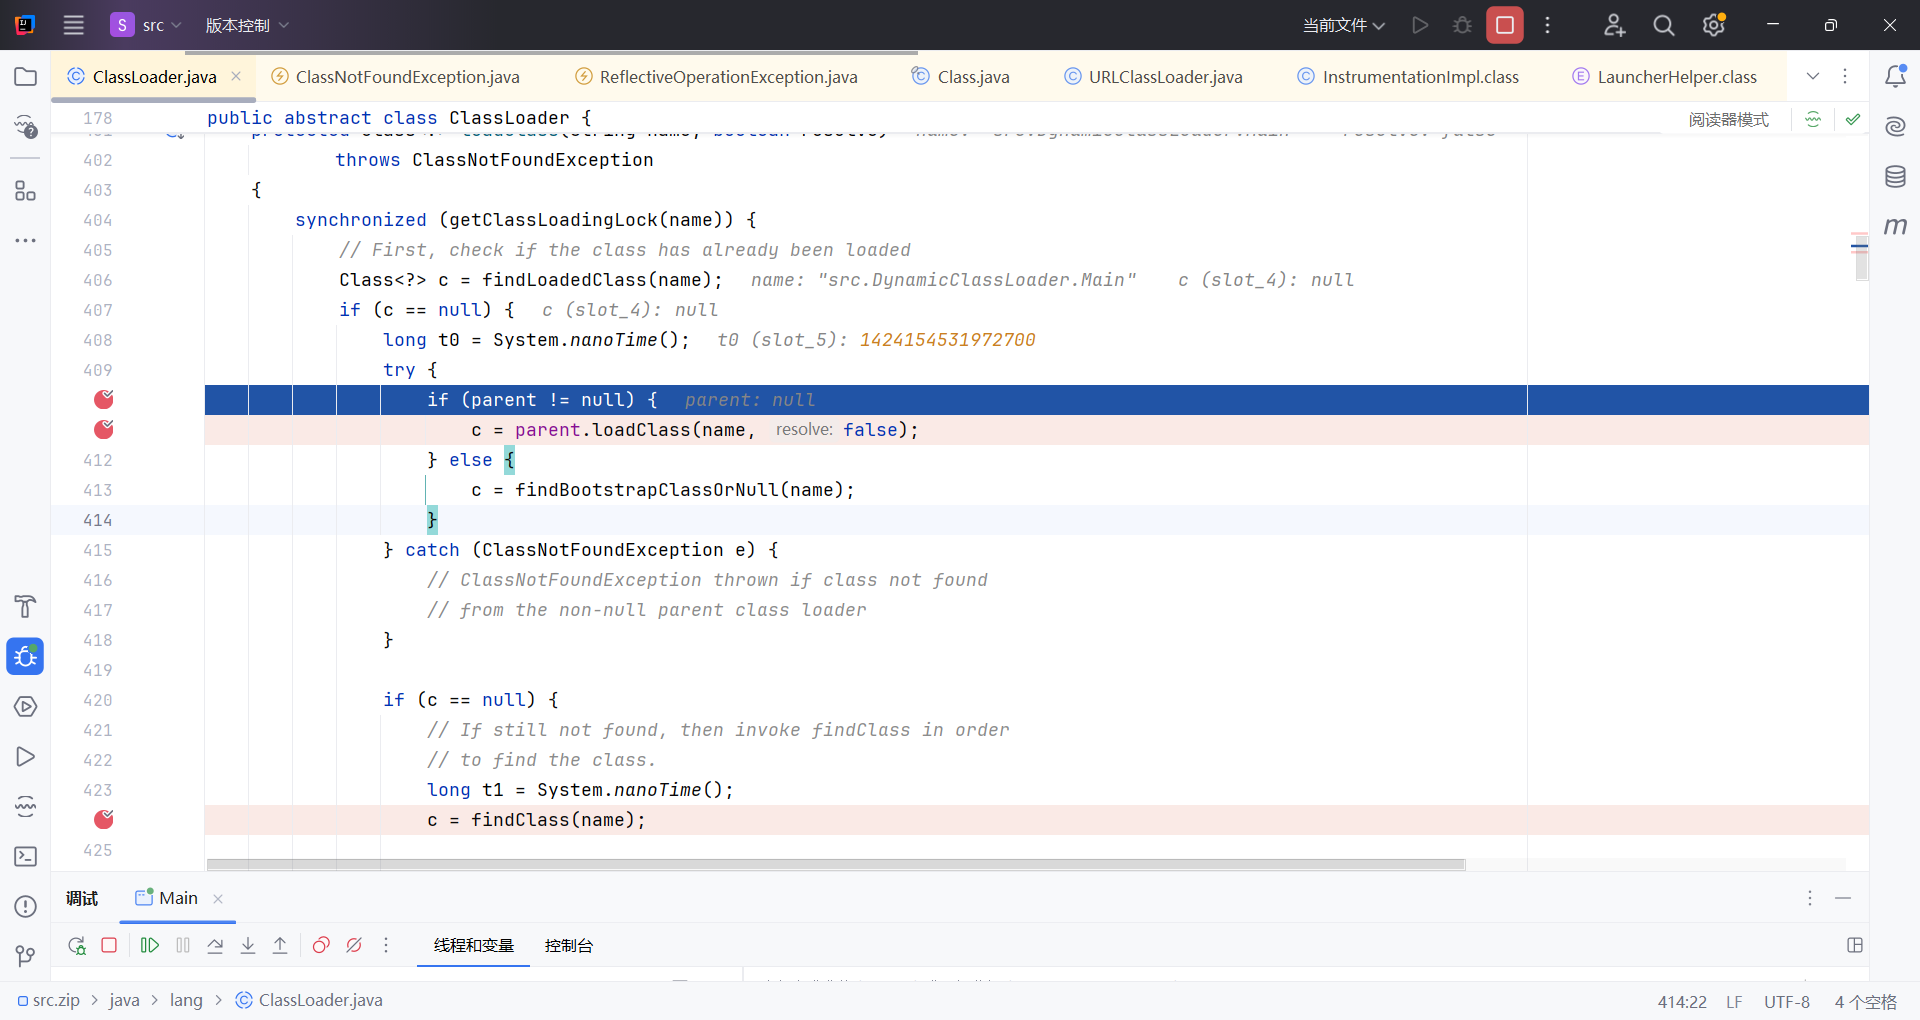 S src 版本控制 当前文件
ClassLoader.java ClassNotFoundException.java ReflectiveOperationException.java Class.java URLClassLoader.java InstrumentationImpl.class LauncherHelper.class
178 public abstract class ClassLoader { 阅读器模式
402 throws ClassNotFoundException
403 {
404 synchronized (getClassLoadingLock(name)) {
405 // First, check if the class has already been loaded
406 Class<?> c = findLoadedClass(name); name: "src.DynamicClassLoader.Main" c (slot_4): null
407 if (c == null) { c (slot_4): null
408 long t0 = System.nanoTime(); t0 (slot_5): 1424154531972700
409 try {
if (parent != null) { parent: null
c = parent.loadClass(name, resolve: false);
412 } else {
413 c = findBootstrapClassOrNull(name);
414 }
415 } catch (ClassNotFoundException e) {
416 // ClassNotFoundException thrown if class not found
417 // from the non-null parent class loader
418 }
419
420 if (c == null) {
421 // If still not found, then invoke findClass in order
422 // to find the class.
423 long t1 = System.nanoTime();
c = findClass(name);
425
调试 Main
线程和变量 控制台
src.zip > java > lang > ClassLoader.java 414:22 LF UTF-8 4 个空格